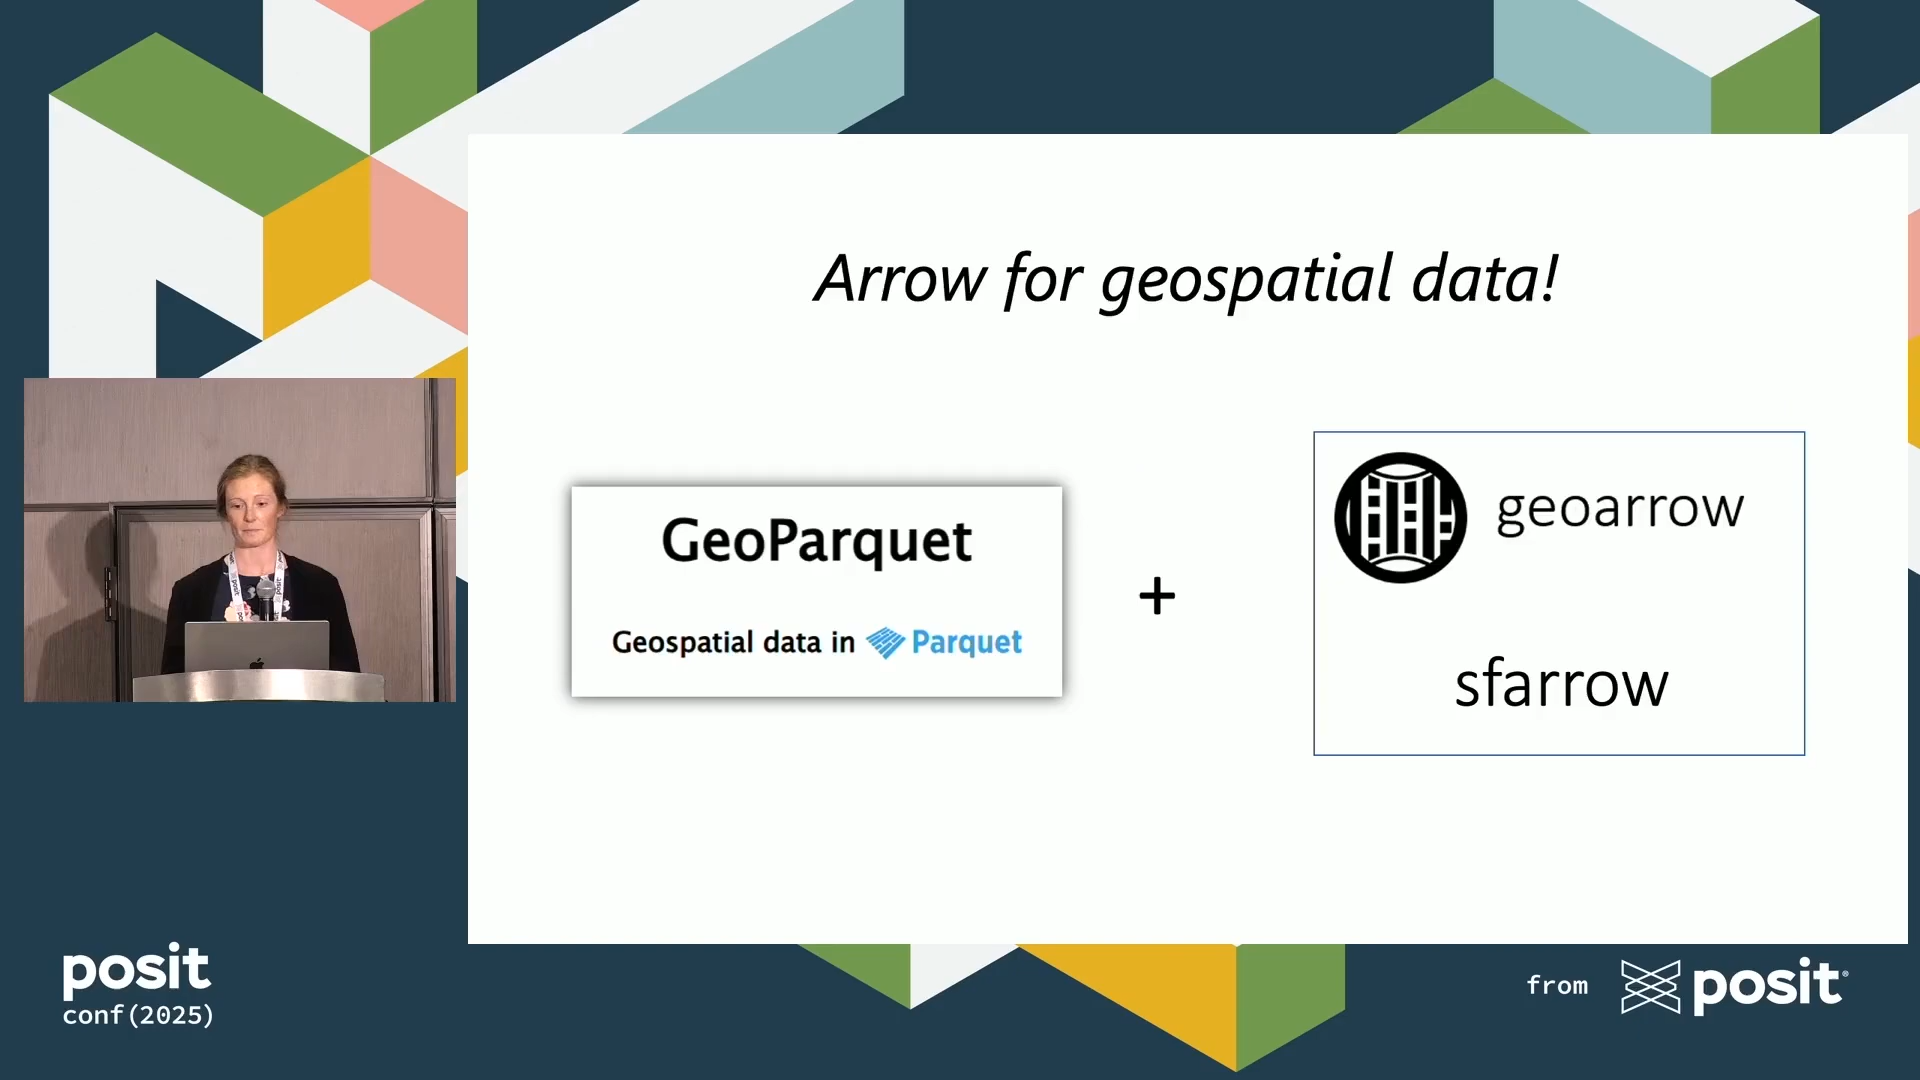 Arrow for geospatial data!
GeoParquet
Geospatial data in Parquet
+
geoarrow
sfarrow
posit
conf(2025)
from posit®